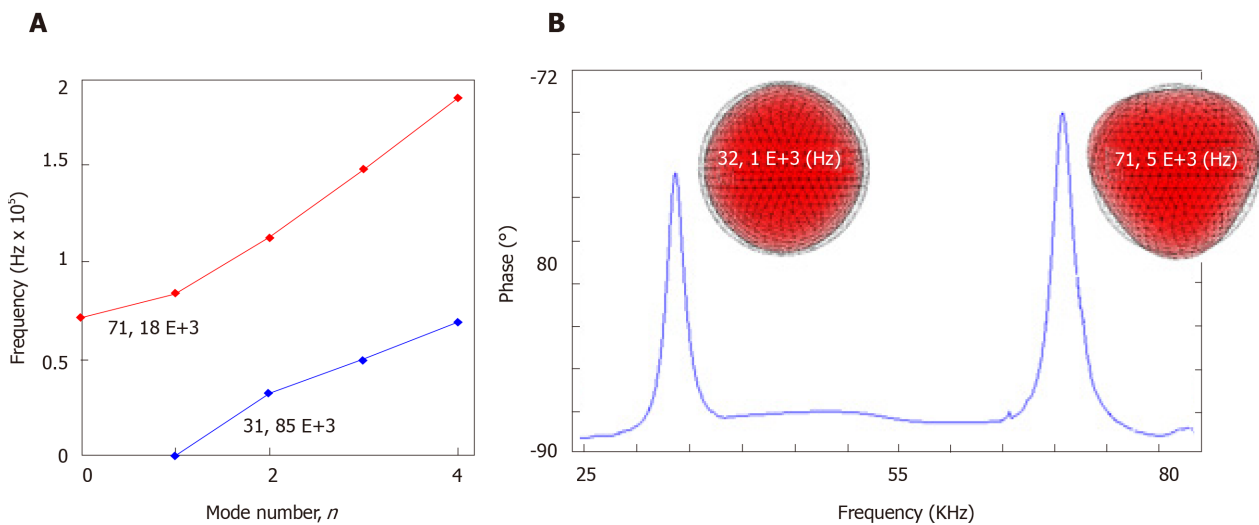 A
B
2
1.5
1
0.5
0
Frequency (Hz x 10⁵)
71, 18 E+3
31, 85 E+3
0
2
4
Mode number, n
-72
80
-90
Phase (°)
32, 1 E+3 (Hz)
71, 5 E+3 (Hz)
25
55
80
Frequency (KHz)